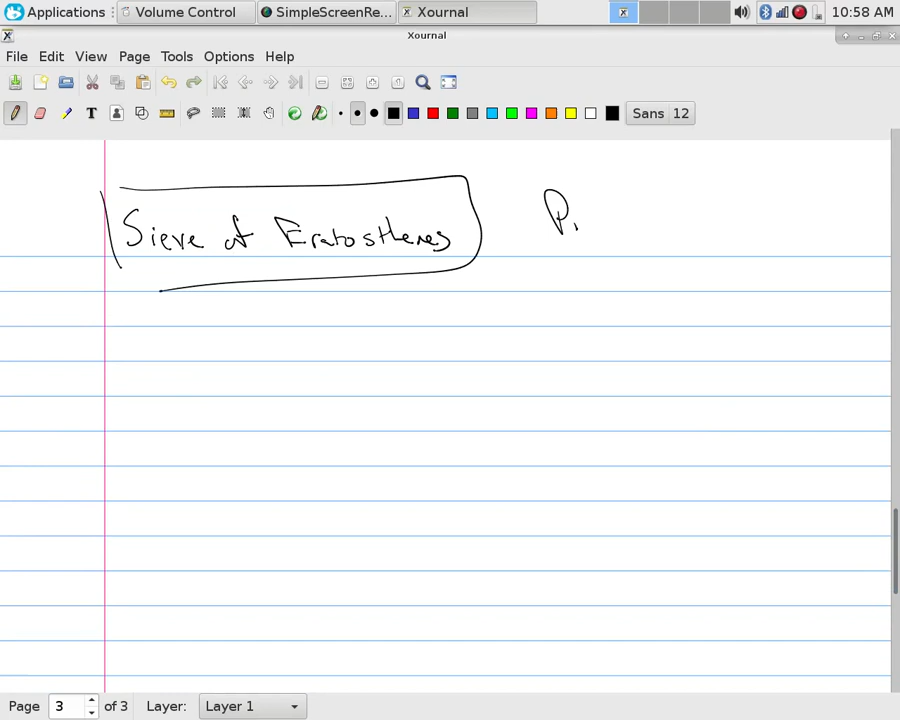 Applications Volume Control SimpleScreenRe... Xournal 10:58 AM
Xournal
File Edit View Page Tools Options Help
T Sans 12
Sieve of Eratosthenes P.
Page 3 of 3 Layer: Layer 1